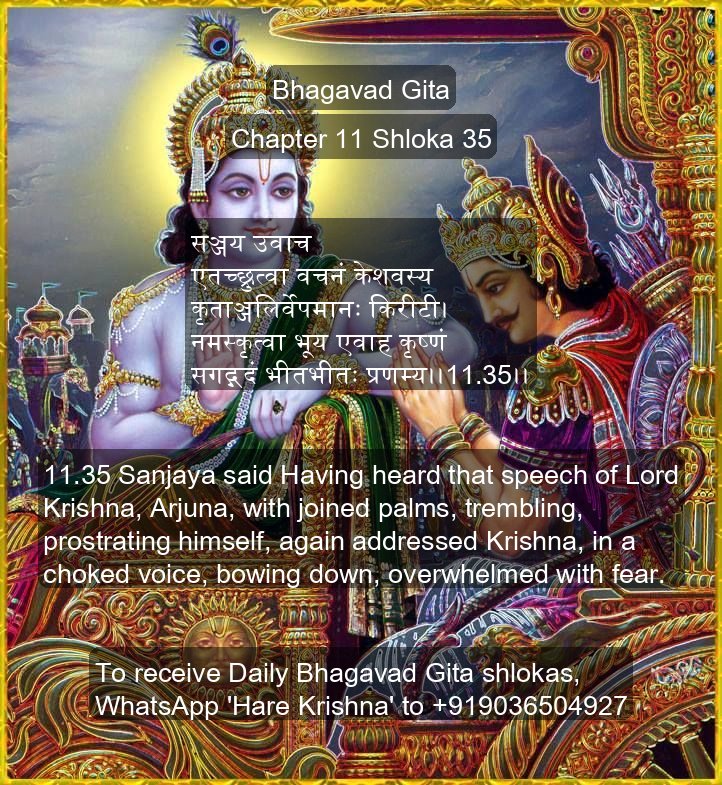 Bhagavad Gita
Chapter 11 Shloka 35
सञ्जय उवाच
एतच्छ्रुत्वा वचनं केशवस्य
कृताञ्जलिर्वेपमानः किरीटी।
नमस्कृत्वा भूय एवाह कृष्णं
सगद्गदं भीतभीतः प्रणम्य।।11.35।।
11.35 Sanjaya said Having heard that speech of Lord
Krishna, Arjuna, with joined palms, trembling,
prostrating himself, again addressed Krishna, in a
choked voice, bowing down, overwhelmed with fear.
To receive Daily Bhagavad Gita shlokas,
WhatsApp 'Hare Krishna' to +919036504927